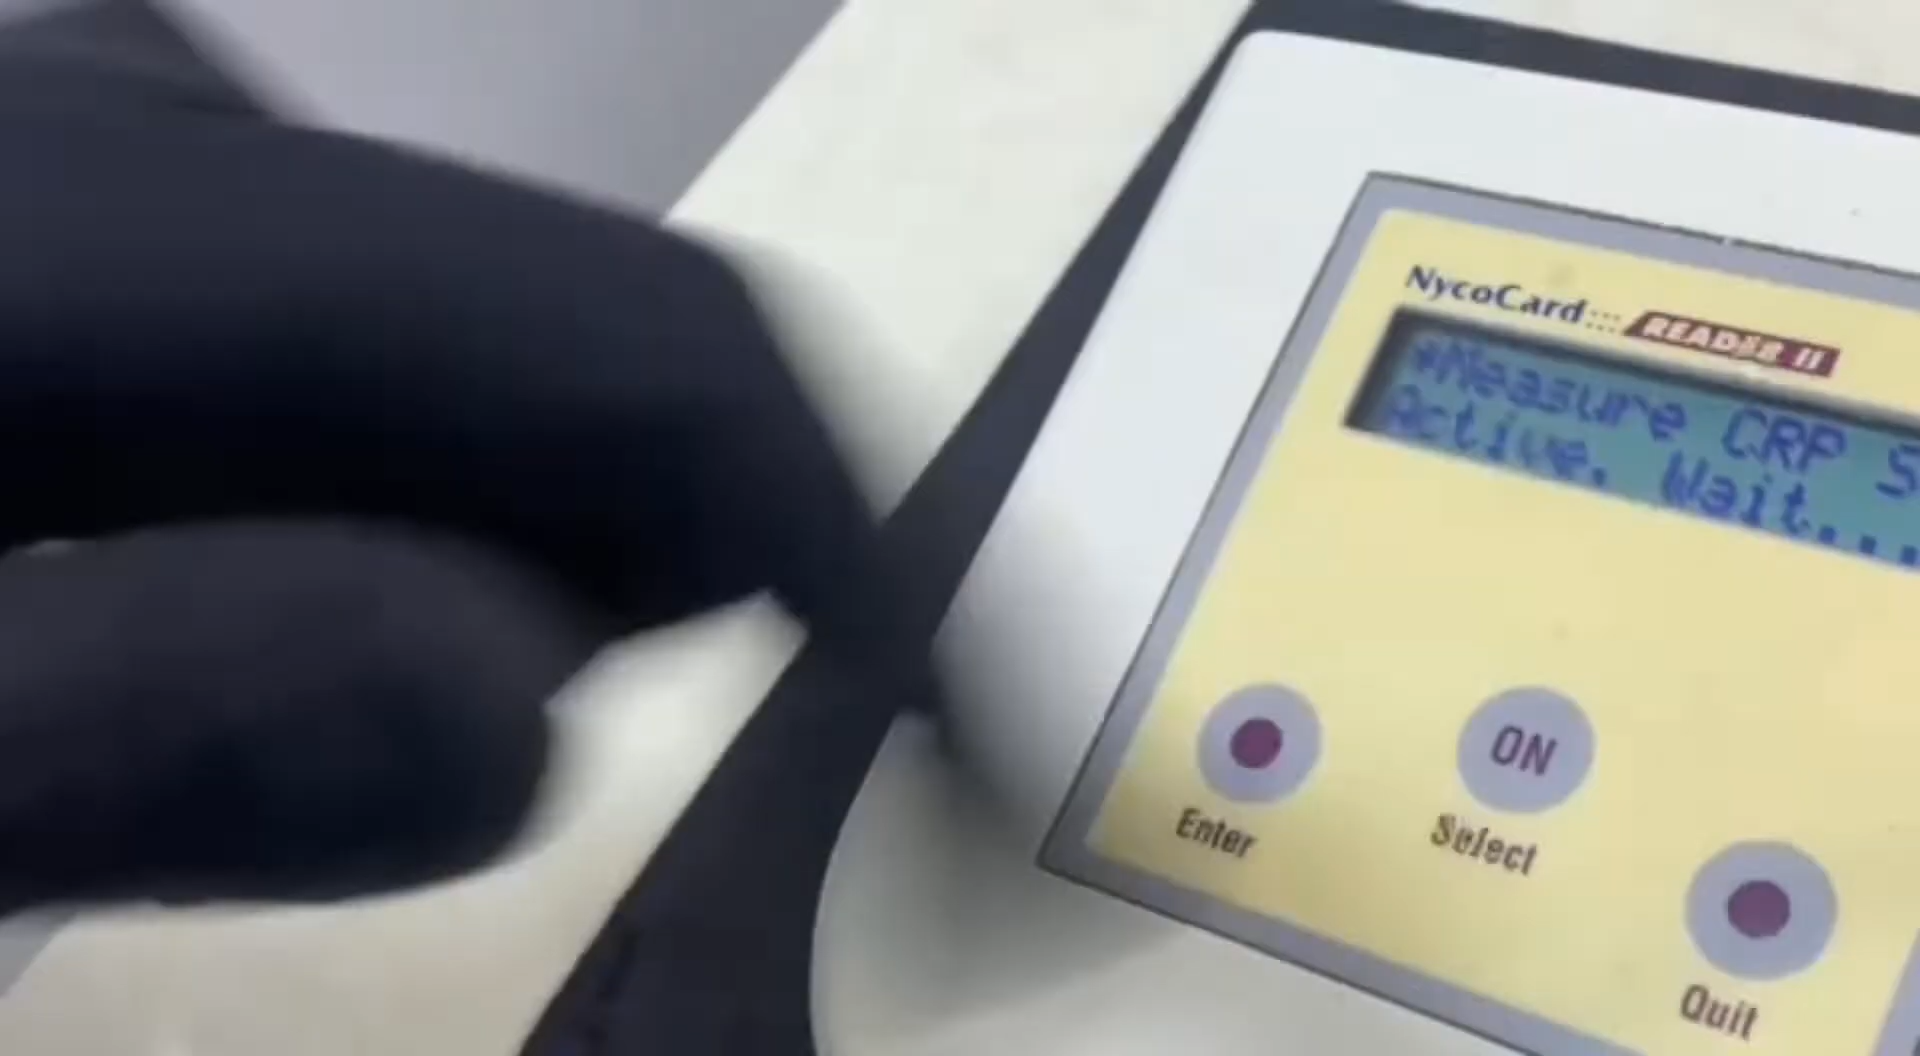 NycoCard READER II
*Measure CRP S
Active. Wait...
ON
Enter
Select
Quit